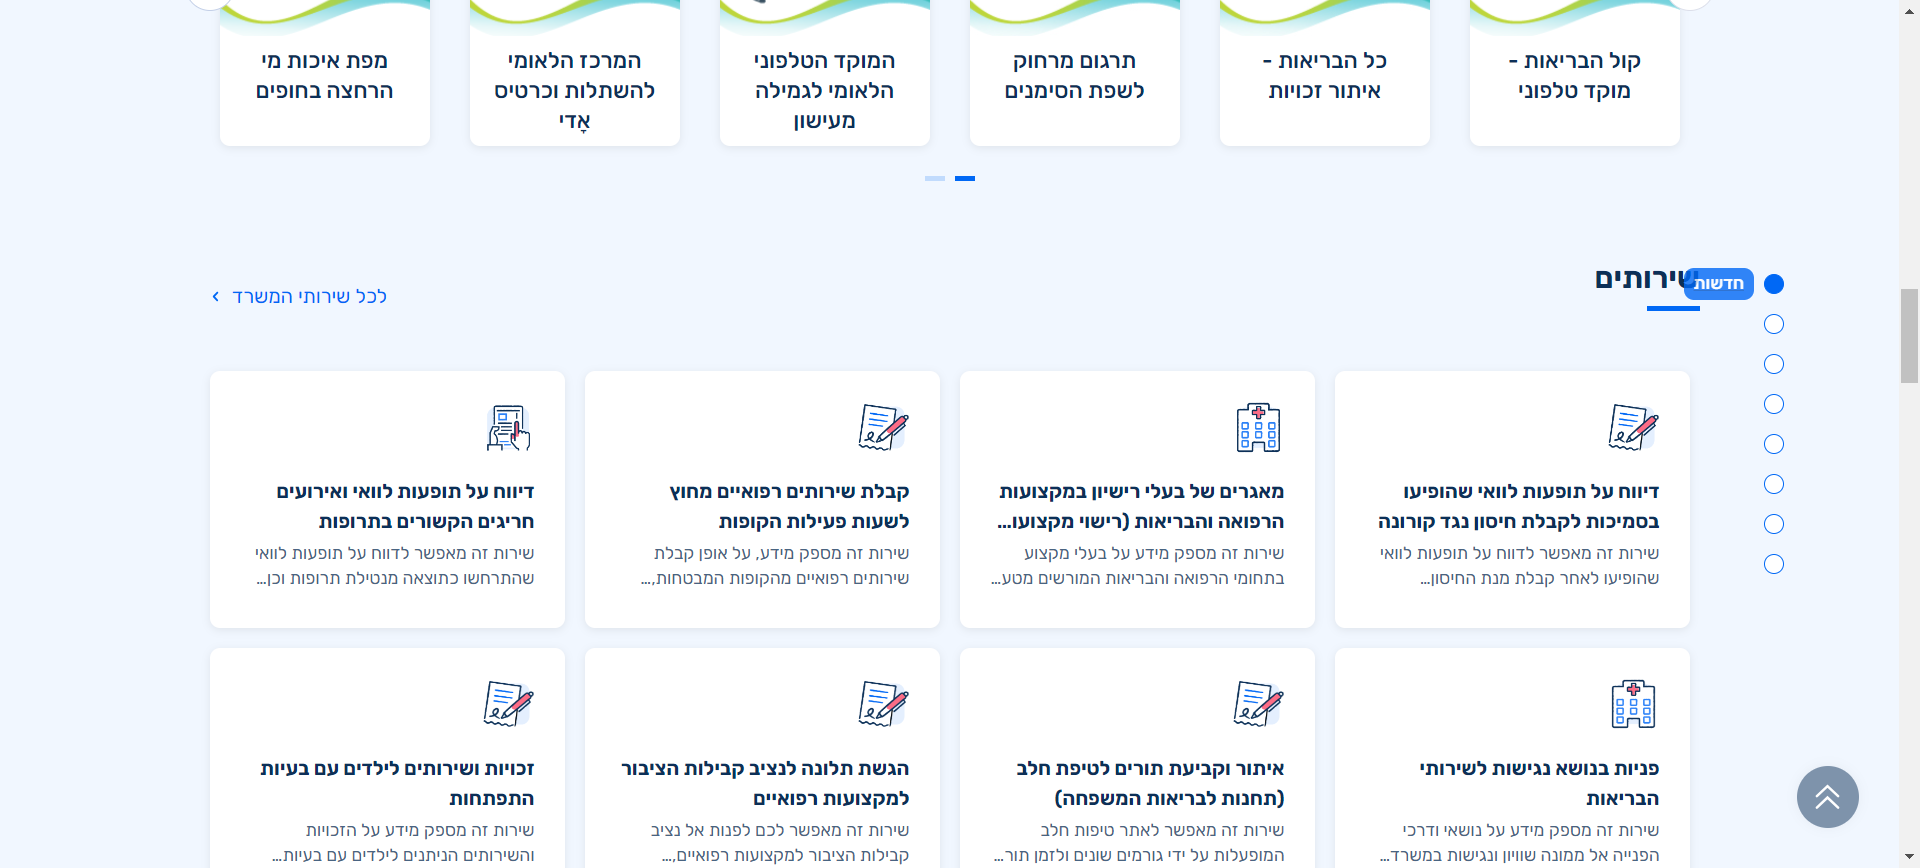 קול הבריאות -
מוקד טלפוני
כל הבריאות -
איתור זכויות
תרגום מרחוק
לשפת הסימנים
המוקד הטלפוני
הלאומי לגמילה
מעישון
המרכז הלאומי
להשתלות וכרטיס
אָדי
מפת איכות מי
הרחצה בחופים
שירותים
חדשות
לכל שירותי המשרד
דיווח על תופעות לוואי שהופיעו
בסמיכות לקבלת חיסון נגד קורונה
שירות זה מאפשר לדווח על תופעות לוואי
שהופיעו לאחר קבלת מנת החיסון...
מאגרים של בעלי רישיון במקצועות
הרפואה והבריאות (רישוי מקצועו...
שירות זה מספק מידע על בעלי מקצוע
בתחומי הרפואה והבריאות המורשים מטע...
קבלת שירותים רפואיים מחוץ
לשעות פעילות הקופות
שירות זה מספק מידע, על אופן קבלת
שירותים רפואיים מהקופות המבטחות,...
דיווח על תופעות לוואי ואירועים
חריגים הקשורים בתרופות
שירות זה מאפשר לדווח על תופעות לוואי
שהתרחשו כתוצאה מנטילת תרופות וכן...
פניות בנושא נגישות לשירותי
הבריאות
שירות זה מספק מידע על נושאי ודרכי
הפנייה אל ממונה שוויון ונגישות במשרד...
איתור וקביעת תורים לטיפת חלב
(תחנות לבריאות המשפחה)
שירות זה מאפשר לאתר טיפות חלב
המופעלות על ידי גורמים שונים ולזמן תור...
הגשת תלונה לנציב קבילות הציבור
למקצועות רפואיים
שירות זה מאפשר לכם לפנות אל נציב
קבילות הציבור למקצועות רפואיים,...
זכויות ושירותים לילדים עם בעיות
התפתחות
שירות זה מספק מידע על הזכויות
והשירותים הניתנים לילדים עם בעיות...